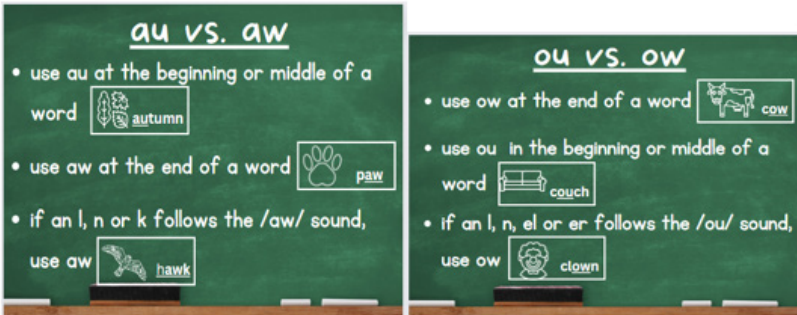 au vs. aw
• use au at the beginning or middle of a
word autumn
• use aw at the end of a word paw
• if an l, n or k follows the /aw/ sound,
use aw hawk
ou vs. ow
• use ow at the end of a word cow
• use ou in the beginning or middle of a
word couch
• if an l, n, el or er follows the /ou/ sound,
use ow clown